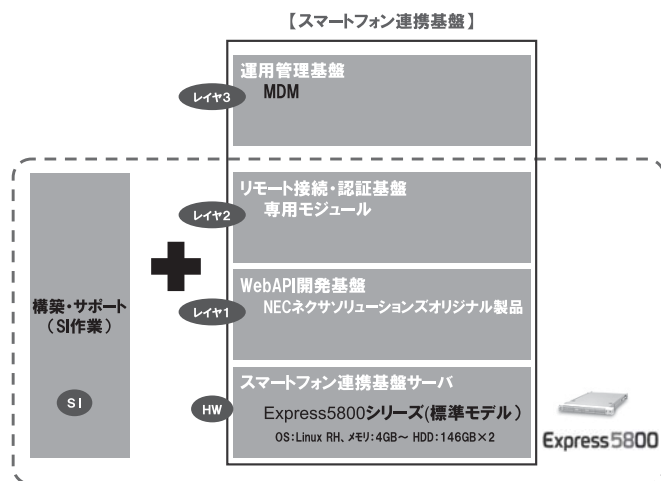 【スマートフォン連携基盤】
運用管理基盤
MDM
レイヤ3
リモート接続・認証基盤
専用モジュール
レイヤ2
WebAPI開発基盤
NECネクサソリューションズオリジナル製品
レイヤ1
構築・サポート
（SI作業）
SI
スマートフォン連携基盤サーバ
HW
Express5800シリーズ(標準モデル)
OS:Linux RH、メモリ:4GB～ HDD:146GB×2
Express5800